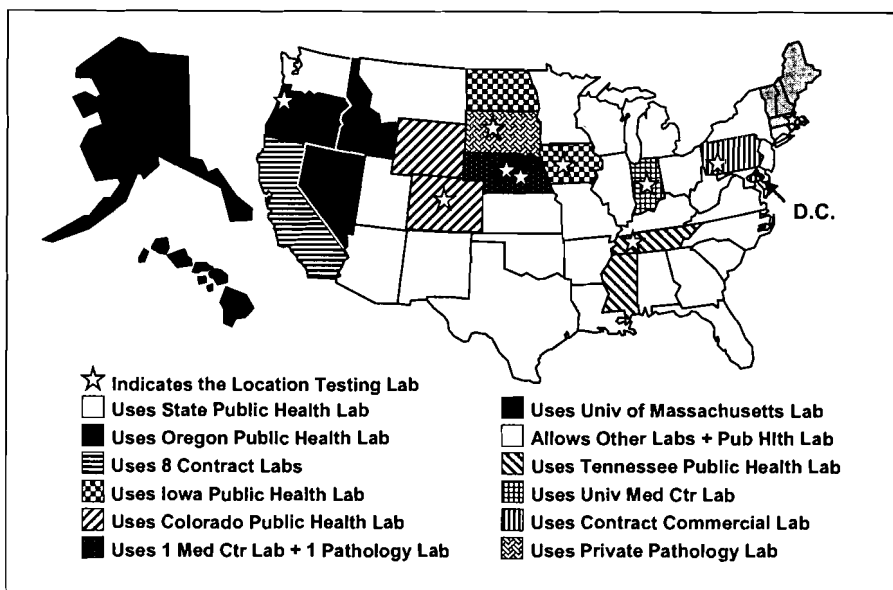 D.C.
Indicates the Location Testing Lab
Uses State Public Health Lab
Uses Oregon Public Health Lab
Uses 8 Contract Labs
Uses Iowa Public Health Lab
Uses Colorado Public Health Lab
Uses 1 Med Ctr Lab + 1 Pathology Lab
Uses Univ of Massachusetts Lab
Allows Other Labs + Pub Hlth Lab
Uses Tennessee Public Health Lab
Uses Univ Med Ctr Lab
Uses Contract Commercial Lab
Uses Private Pathology Lab